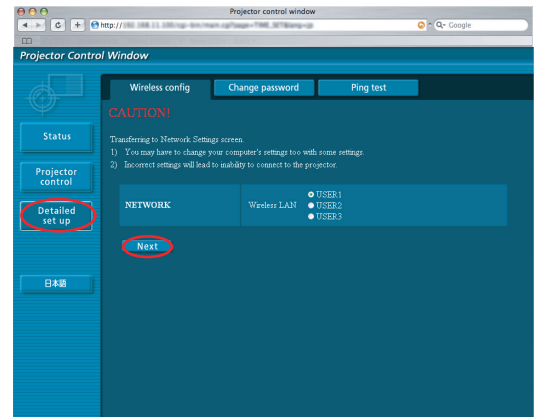 Projector control window
http://
Google
Projector Control Window
Wireless config
Change password
Ping test
CAUTION!
Status
Transferring to Network Settings screen.
1) You may have to change your computer's settings too with some settings.
2) Incorrect settings will lead to inability to connect to the projector.
Projector
control
NETWORK
Wireless LAN
USER1
USER2
USER3
Detailed
set up
Next
日本語